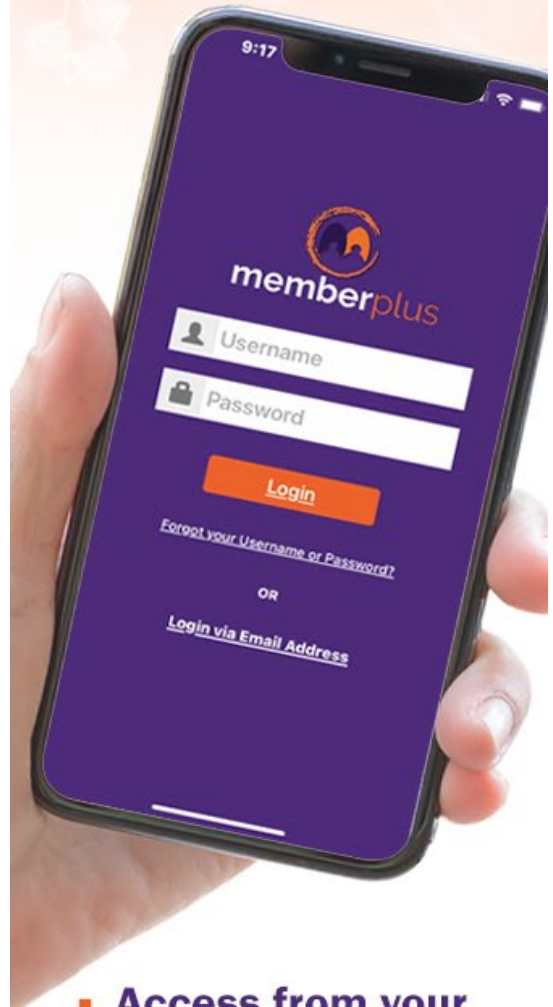 9:17
memberplus
Username
Password
Login
Forgot your Username or Password?
OR
Login via Email Address
Access from your